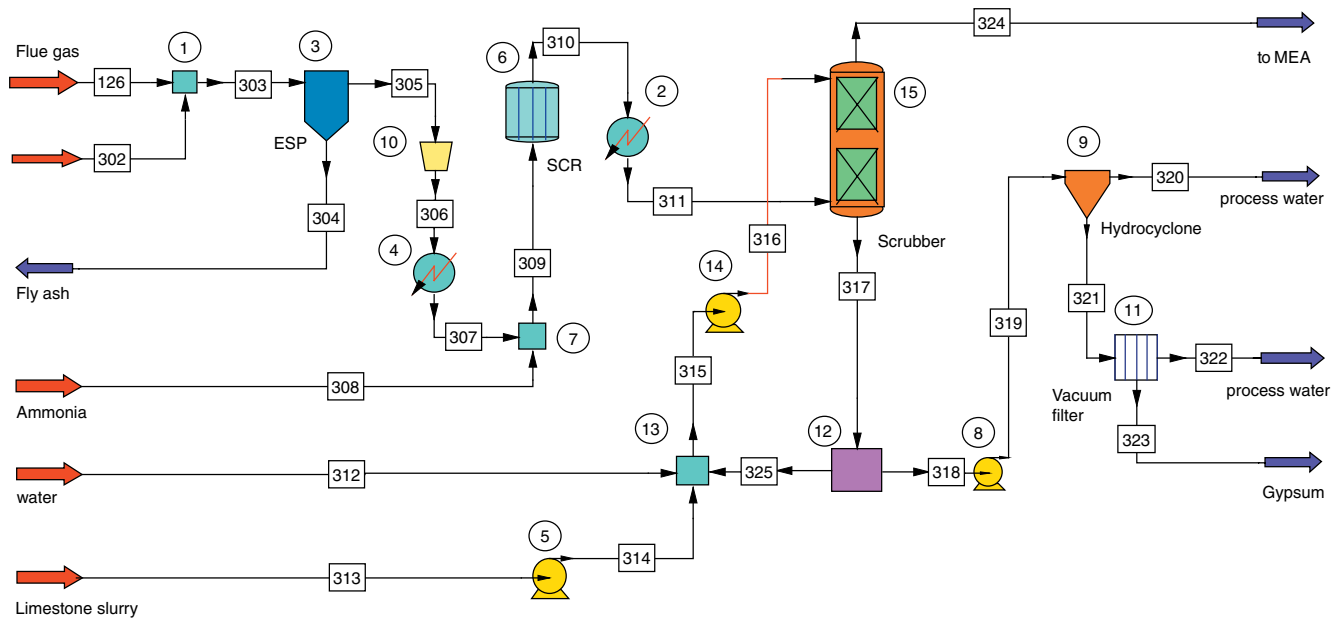 324
Flue gas
1
3
6
310
to MEA
126
303
305
2
15
ESP
10
SCR
9
302
311
320
304
306
316
Scrubber
process water
Hydrocyclone
4
309
14
317
Fly ash
321
11
307
7
319
315
322
308
process water
Ammonia
Vacuum
filter
13
12
8
323
312
325
318
water
Gypsum
5
314
313
Limestone slurry